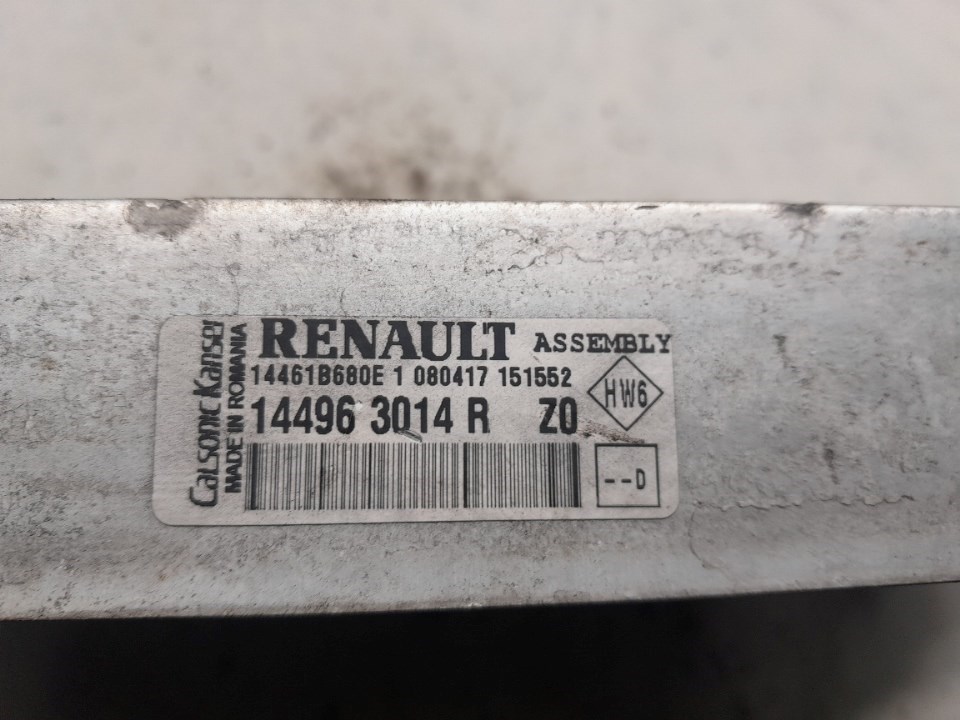 Calsonic Kansei
MADE IN ROMANIA
RENAULT ASSEMBLY
14461B680E 1 080417 151552
HW6
14496 3014 R Z0
--D